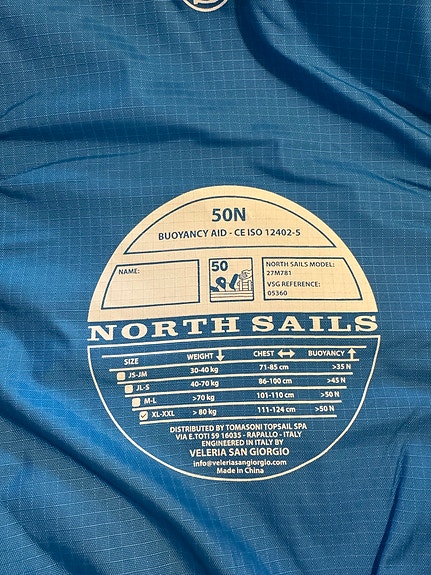 50N
BUOYANCY AID - CE ISO 12402-5
NAME:
50
NORTH SAILS MODEL:
27M781
VSG REFERENCE:
05360
NORTH SAILS
SIZE WEIGHT CHEST BUOYANCY
JS-JM 30-40 kg 71-85 cm >35 N
JL-S 40-70 kg 86-100 cm >45 N
M-L >70 kg 101-110 cm >50 N
XL-XXL > 80 kg 111-124 cm >50 N
DISTRIBUTED BY TOMASONI TOPSAIL SPA
VIA E.TOTI 59 16035 - RAPALLO - ITALY
ENGINEERED IN ITALY BY
VELERIA SAN GIORGIO
info@veleriasangiorgio.com
Made in China